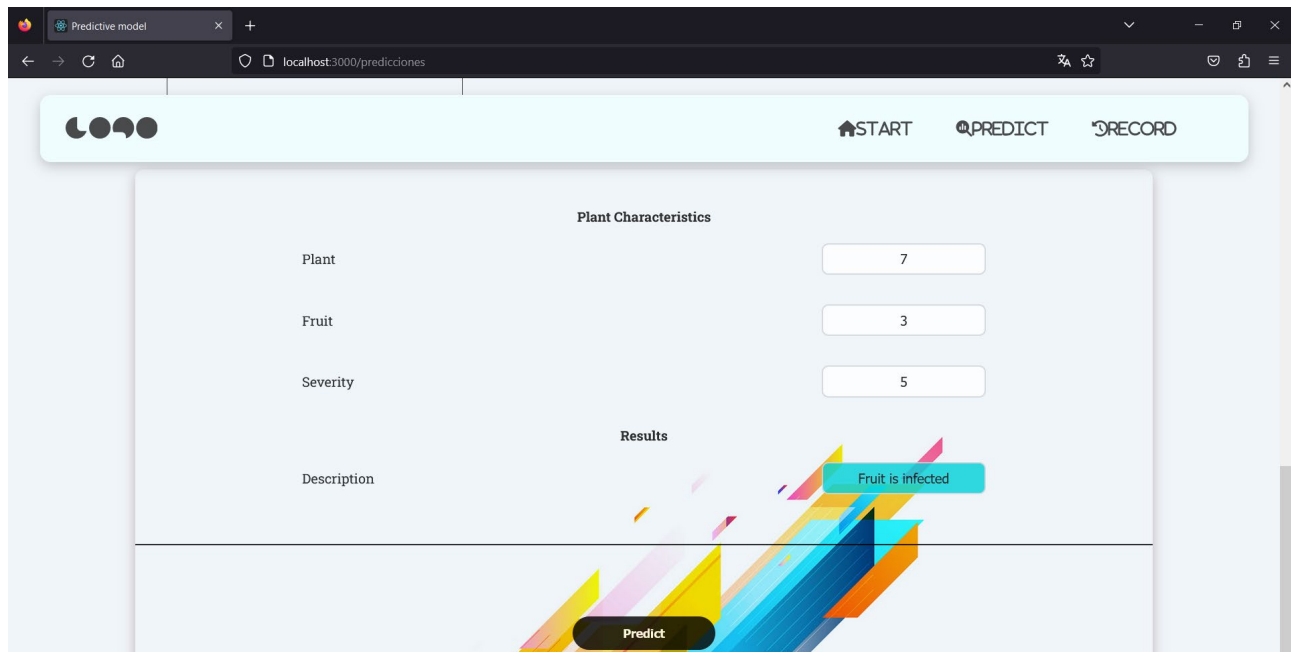 Predictive model
localhost:3000/predicciones
LOGO START PREDICT RECORD
Plant Characteristics
Plant 7
Fruit 3
Severity 5
Results
Description Fruit is infected
Predict